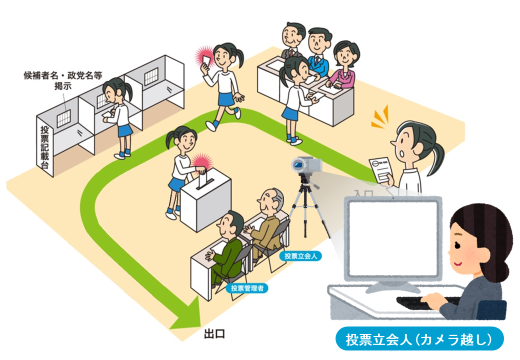 候補者名・政党名等
掲示
投票記載台
入口
投票立会人
投票管理者
出口
投票立会人(カメラ越し)